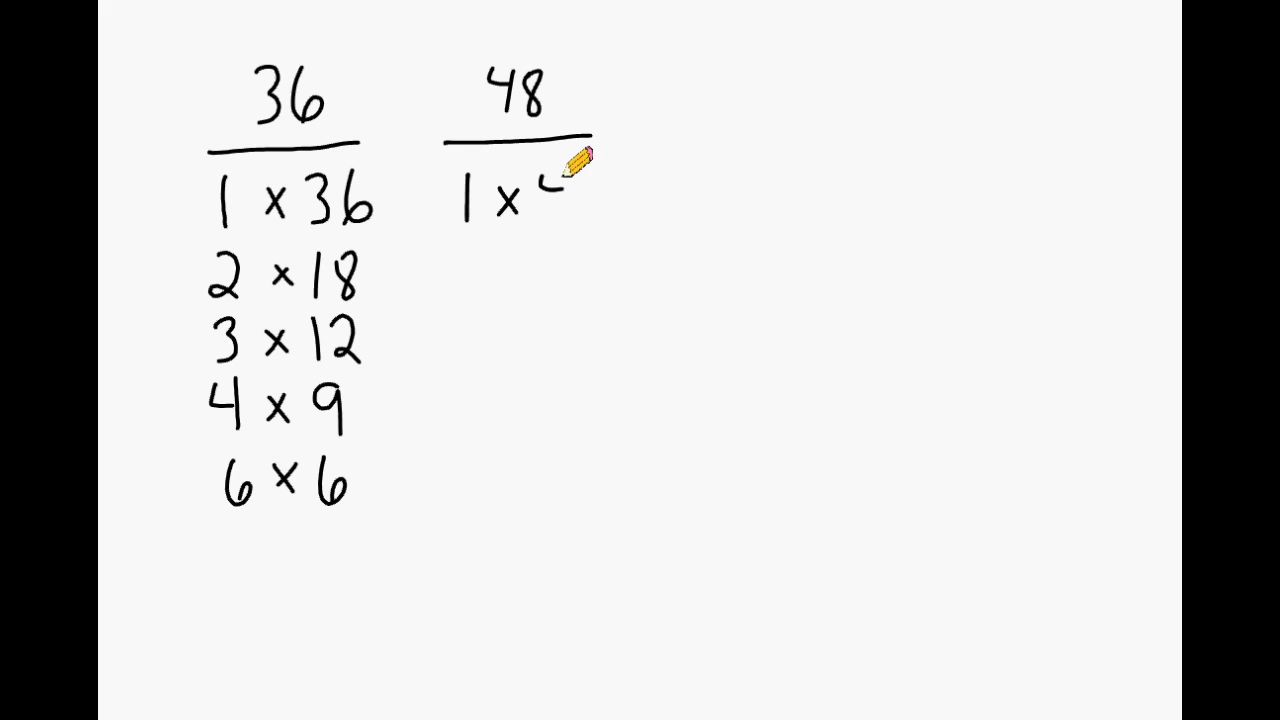 36 48
1 x 36 1 x
2 x 18
3 x 12
4 x 9
6 x 6